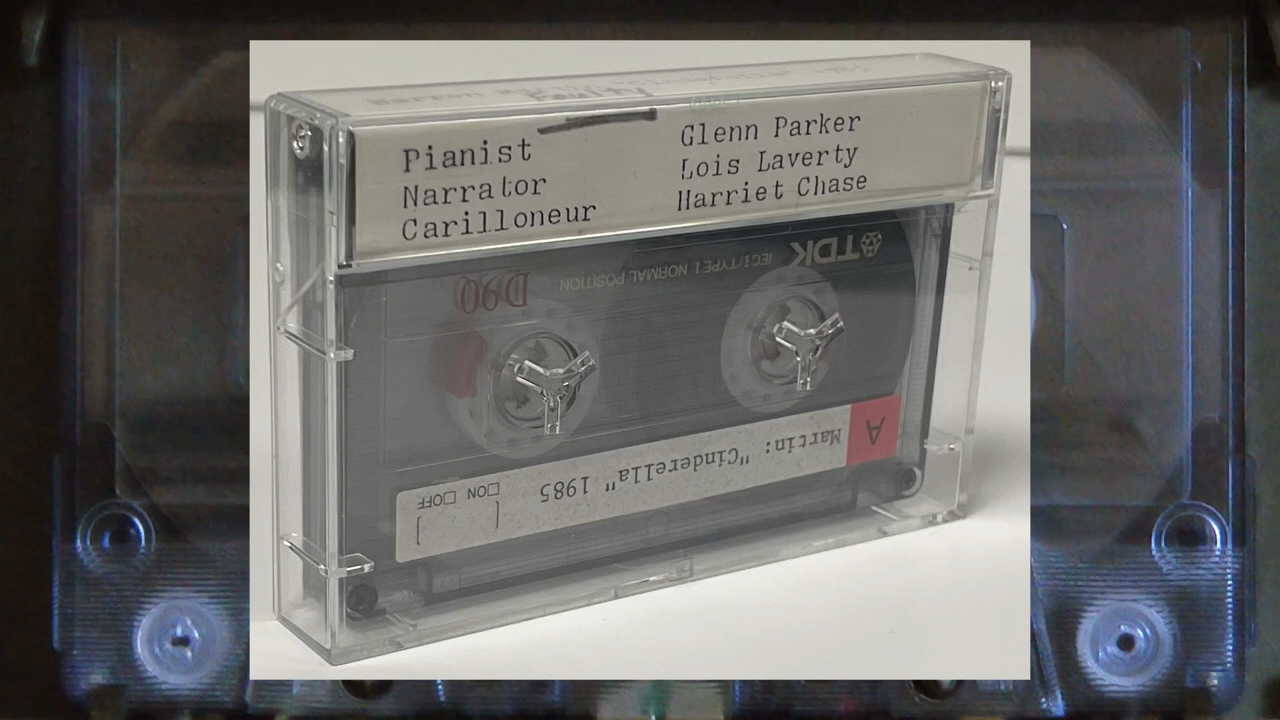 Pianist Glenn Parker
Narrator Lois Laverty
Carilloneur Harriet Chase
TDK
IEC I/TYPE I NORMAL POSITION
D90
A
Martin: "Cinderella" 1985
ON OFF